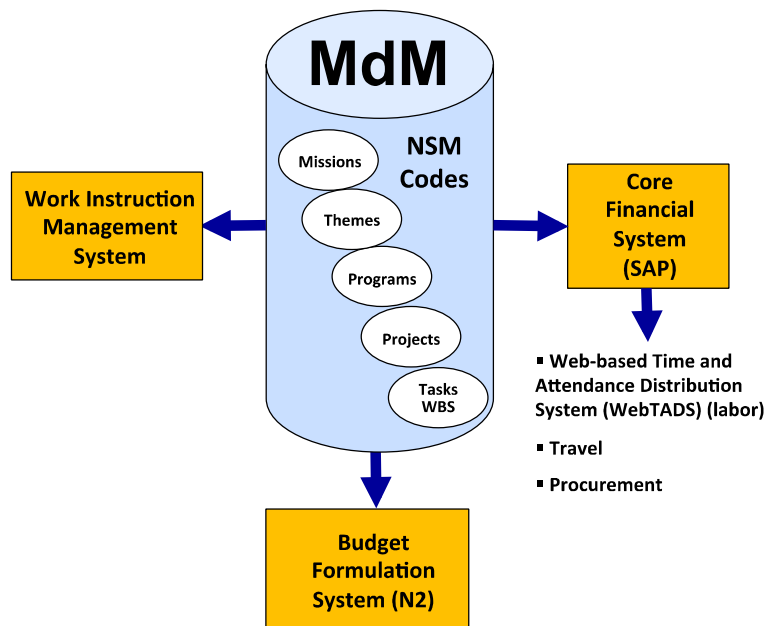 MdM
NSM
Codes
Missions
Themes
Programs
Projects
Tasks
WBS
Work Instruction
Management
System
Core
Financial
System
(SAP)
▪ Web-based Time and
Attendance Distribution
System (WebTADS) (labor)
▪ Travel
▪ Procurement
Budget
Formulation
System (N2)